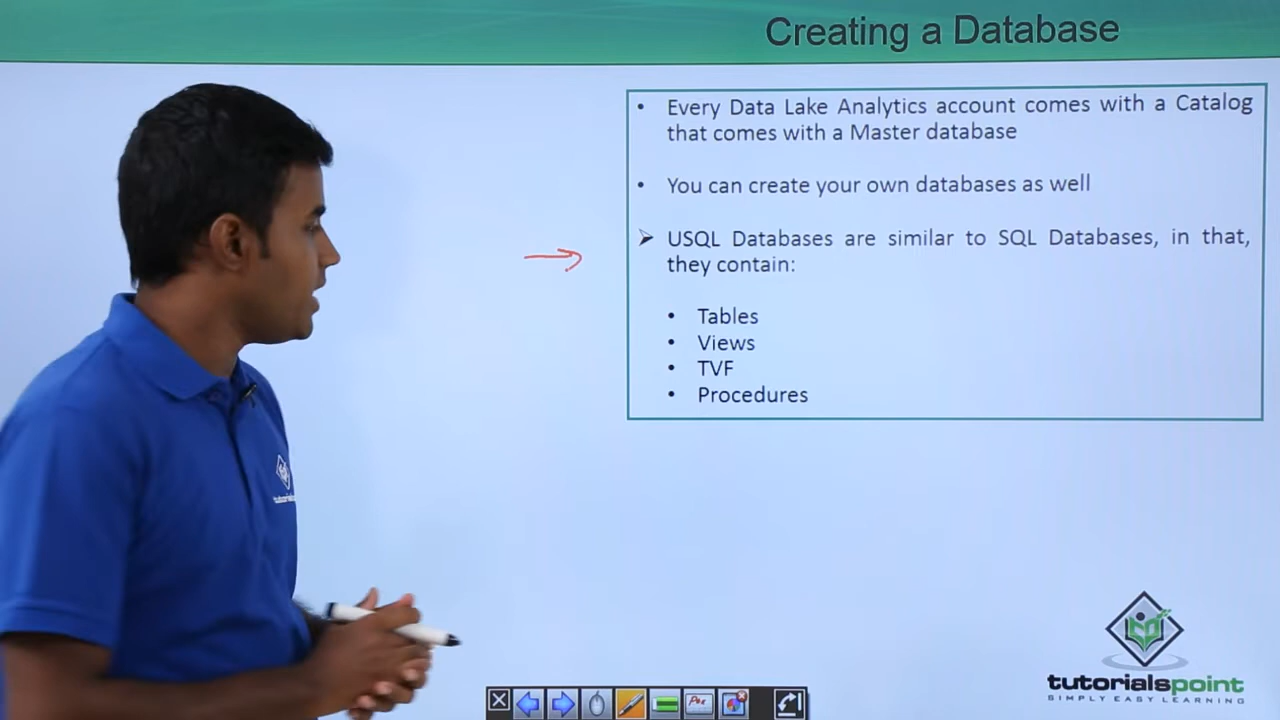 Creating a Database
• Every Data Lake Analytics account comes with a Catalog
that comes with a Master database
• You can create your own databases as well
➢ USQL Databases are similar to SQL Databases, in that,
they contain:
• Tables
• Views
• TVF
• Procedures
tutorialspoint
SIMPLY EASY LEARNING